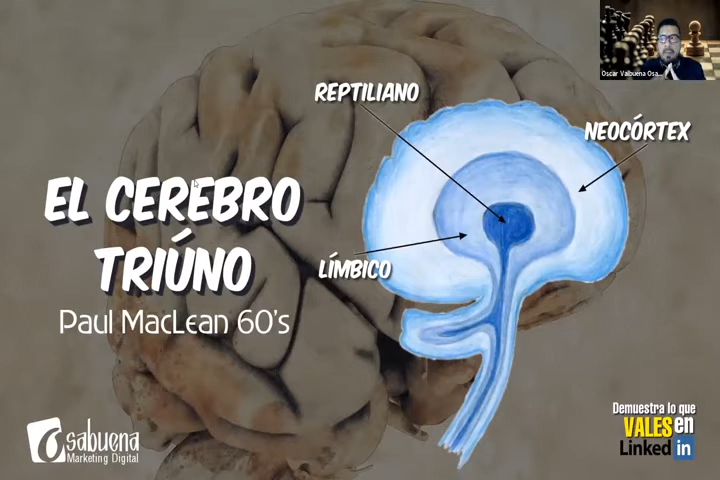 REPTILIANO
NEOCÓRTEX
EL CEREBRO
TRIÚNO
LÍMBICO
Paul MacLean 60's
Oscar Valbuena Osa...
Osabuena
Marketing Digital
Demuestra lo que
VALES en
Linked in